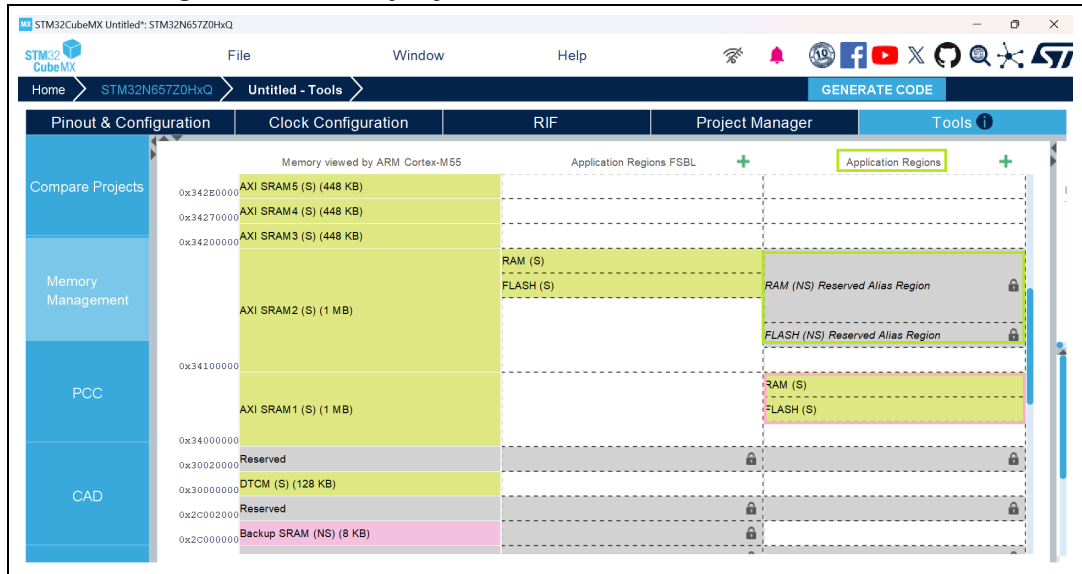 MX STM32CubeMX Untitled*: STM32N657Z0HxQ
STM32 CubeMX File Window Help 10 f X ST
Home STM32N657Z0HxQ Untitled - Tools GENERATE CODE
Pinout & Configuration Clock Configuration RIF Project Manager Tools i
Memory viewed by ARM Cortex-M55 Application Regions FSBL + Application Regions +
Compare Projects
Memory Management
PCC
CAD
0x342E0000 AXI SRAM5 (S) (448 KB)
0x34270000 AXI SRAM4 (S) (448 KB)
0x34200000 AXI SRAM3 (S) (448 KB)
RAM (S)
FLASH (S) RAM (NS) Reserved Alias Region
AXI SRAM2 (S) (1 MB)
FLASH (NS) Reserved Alias Region
0x34100000
RAM (S)
AXI SRAM1 (S) (1 MB) FLASH (S)
0x34000000
0x30020000 Reserved
0x30000000 DTCM (S) (128 KB)
0x2C002000 Reserved
0x2C000000 Backup SRAM (NS) (8 KB)